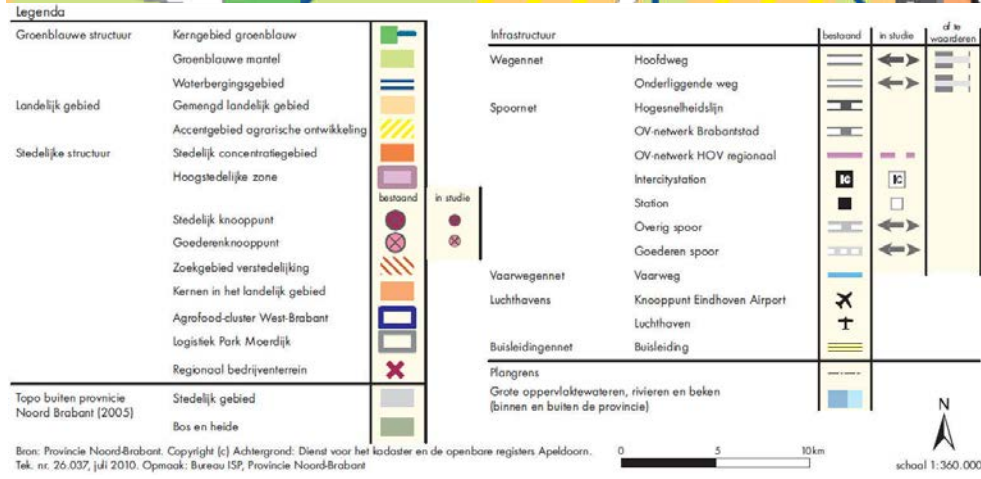 Legenda
Groenblauwe structuur Kerngebied groenblauw
Groenblauwe mantel
Waterbergingsgebied
Landelijk gebied Gemengd landelijk gebied
Accentgebied agrarische ontwikkeling
Stedelijke structuur Stedelijk concentratiegebied
Hoogstedelijke zone
bestaand in studie
Stedelijk knooppunt
Goederenknooppunt
Zoekgebied verstedelijking
Kernen in het landelijk gebied
Agrofood-cluster West-Brabant
Logistiek Park Moerdijk
Regionaal bedrijventerrein
Topo buiten provnicie Stedelijk gebied
Noord Brabant (2005)
Bos en heide
Infrastructuur bestaand in studie af te waarderen
Wegennet Hoofdweg
Onderliggende weg
Spoornet Hogesnelheidslijn
OV-netwerk Brabantstad
OV-netwerk HOV regionaal
Intercitystation IC IC
Station
Overig spoor
Goederen spoor
Vaarwegennet Vaarweg
Luchthavens Knooppunt Eindhoven Airport
Luchthaven
Buisleidingennet Buisleiding
Plangrens
Grote oppervlaktewateren, rivieren en beken
(binnen en buiten de provincie)
Bron: Provincie Noord-Brabant. Copyright (c) Achtergrond: Dienst voor het kadaster en de openbare registers Apeldoorn.
Tek. nr. 26.037, juli 2010. Opmaak: Bureau ISP, Provincie Noord-Brabant
0 5 10km
N
schaal 1:360.000